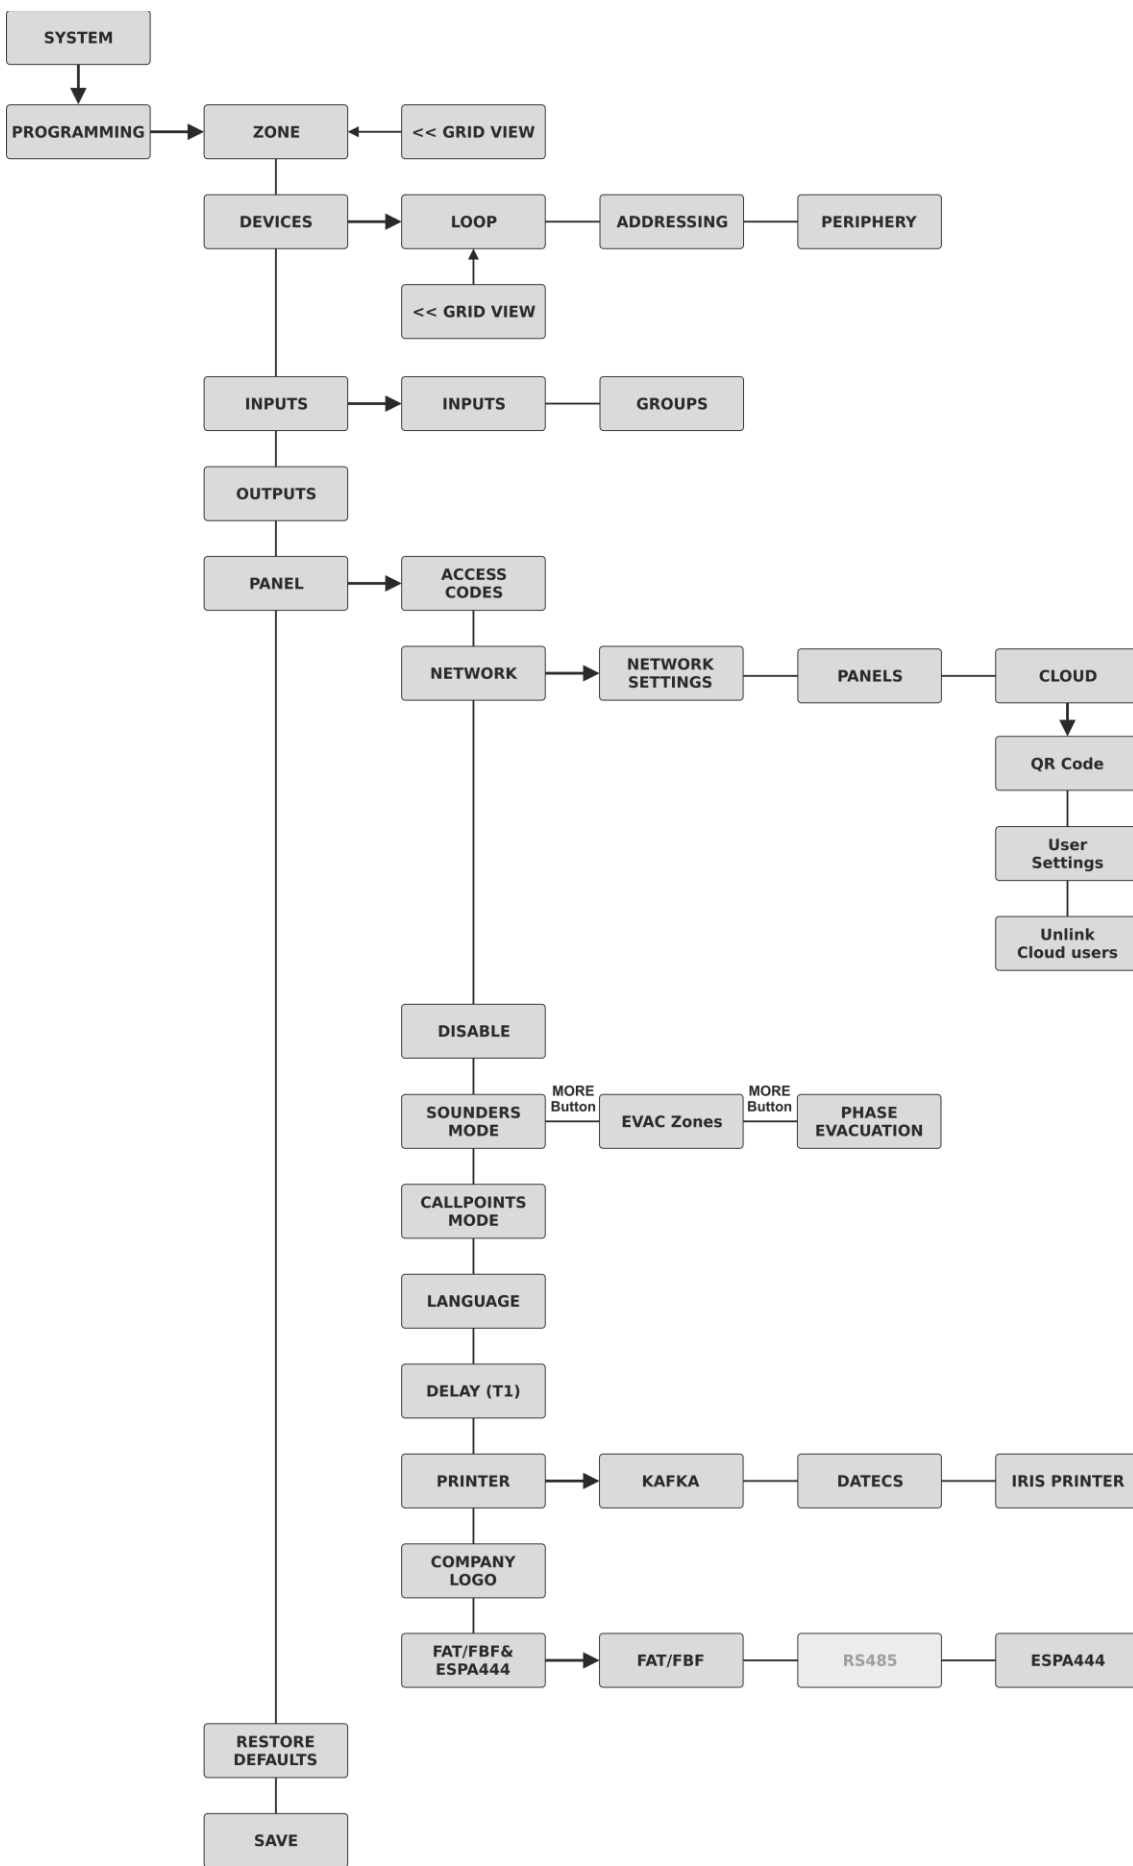 SYSTEM
PROGRAMMING
ZONE
<< GRID VIEW
DEVICES
LOOP
ADDRESSING
PERIPHERY
<< GRID VIEW
INPUTS
INPUTS
GROUPS
OUTPUTS
PANEL
ACCESS
CODES
NETWORK
NETWORK
SETTINGS
PANELS
CLOUD
QR Code
User
Settings
Unlink
Cloud users
DISABLE
SOUNDERS
MODE
MORE
Button
EVAC Zones
MORE
Button
PHASE
EVACUATION
CALLPOINTS
MODE
LANGUAGE
DELAY (T1)
PRINTER
KAFKA
DATECS
IRIS PRINTER
COMPANY
LOGO
FAT/FBF&
ESPA444
FAT/FBF
RS485
ESPA444
RESTORE
DEFAULTS
SAVE